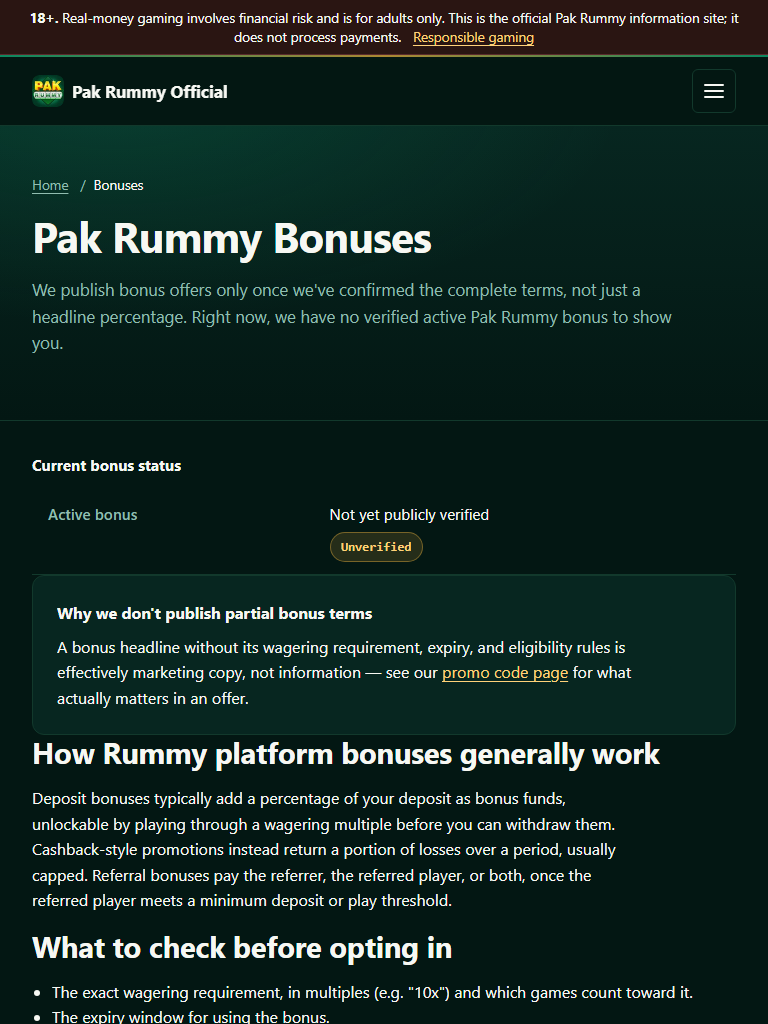 18+. Real-money gaming involves financial risk and is for adults only. This is the official Pak Rummy information site; it
does not process payments. Responsible gaming
PAK
RUMMY
Pak Rummy Official
Home / Bonuses
Pak Rummy Bonuses
We publish bonus offers only once we've confirmed the complete terms, not just a
headline percentage. Right now, we have no verified active Pak Rummy bonus to show
you.
Current bonus status
Active bonus
Not yet publicly verified
Unverified
Why we don't publish partial bonus terms
A bonus headline without its wagering requirement, expiry, and eligibility rules is
effectively marketing copy, not information — see our promo code page for what
actually matters in an offer.
How Rummy platform bonuses generally work
Deposit bonuses typically add a percentage of your deposit as bonus funds,
unlockable by playing through a wagering multiple before you can withdraw them.
Cashback-style promotions instead return a portion of losses over a period, usually
capped. Referral bonuses pay the referrer, the referred player, or both, once the
referred player meets a minimum deposit or play threshold.
What to check before opting in
• The exact wagering requirement, in multiples (e.g. "10x") and which games count toward it.
• The expiry window for using the bonus.